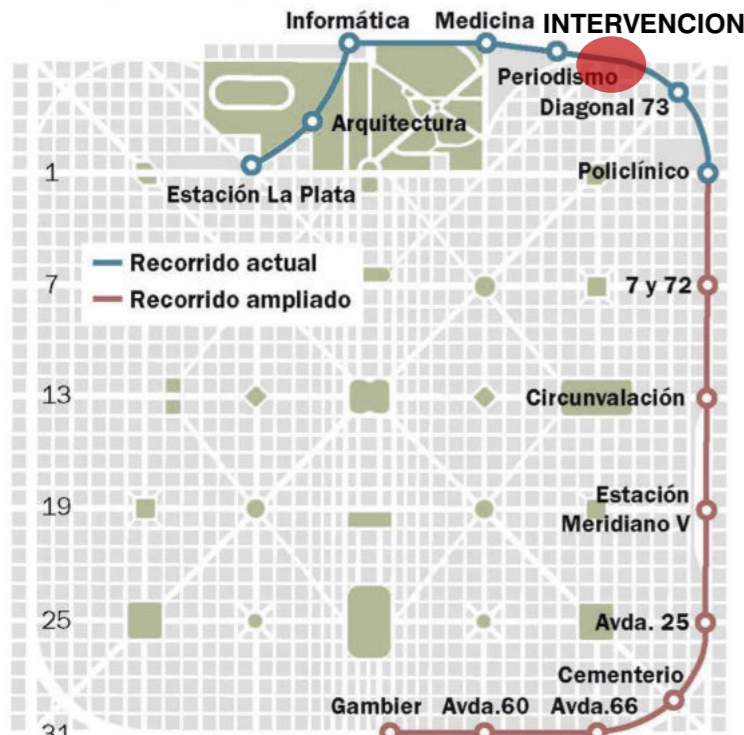 Informática
Medicina
INTERVENCION
Periodismo
Diagonal 73
Arquitectura
Policlínico
1
Estación La Plata
Recorrido actual
7
7 y 72
Recorrido ampliado
13
Circunvalación
19
Estación
Meridiano V
25
Avda. 25
Cementerio
Gambier
Avda.60
Avda.66
31